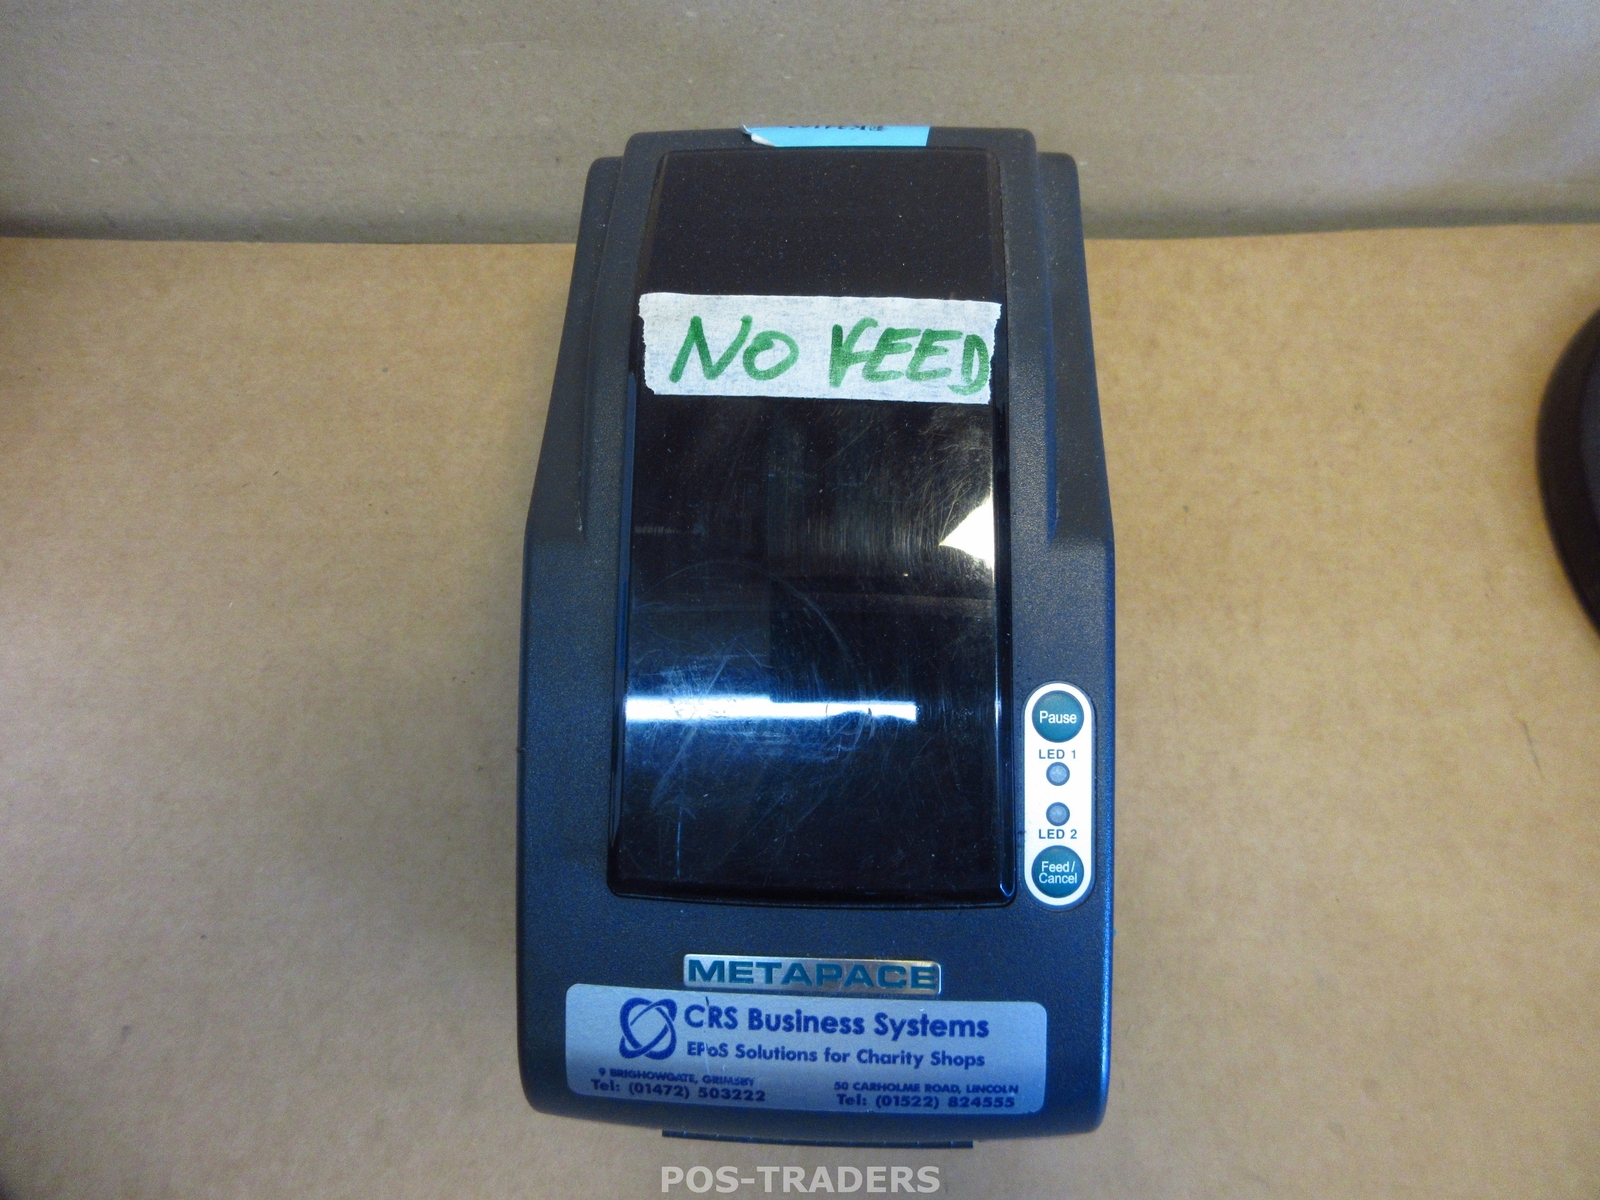 NO FEED
Pause
LED 1
LED 2
Feed/
Cancel
METAPACE
CRS Business Systems
EPoS Solutions for Charity Shops
9 BRIGHOWGATE, GRIMSBY
Tel: (01472) 503222
50 CARHOLME ROAD, LINCOLN
Tel: (01522) 824555
POS-TRADERS